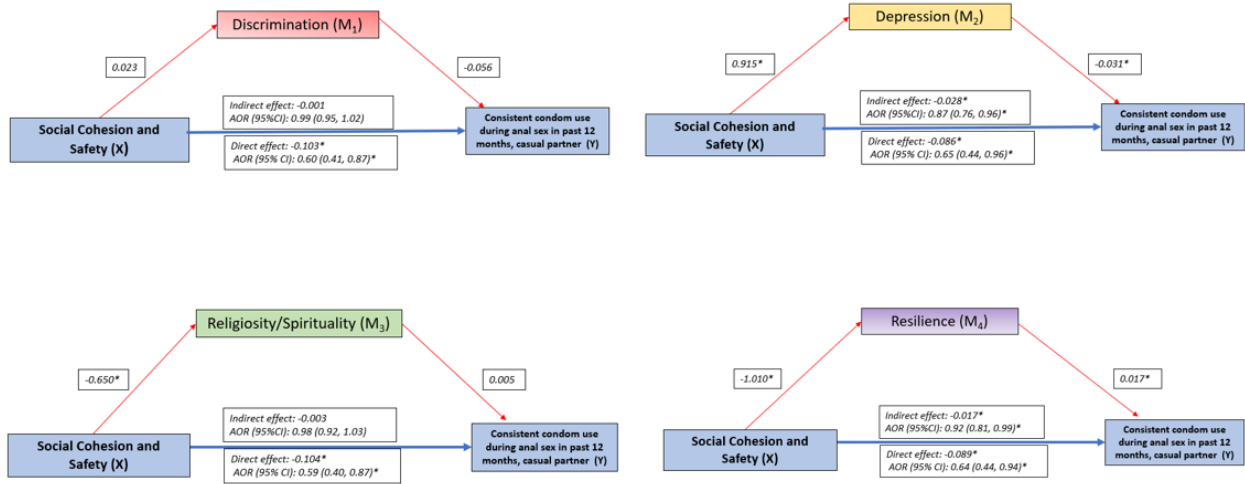 Discrimination (M1)
0.023
-0.056
Indirect effect: -0.001
AOR (95%CI): 0.99 (0.95, 1.02)
Social Cohesion and
Safety (X)
Direct effect: -0.103*
AOR (95% CI): 0.60 (0.41, 0.87)*
Consistent condom use
during anal sex in past 12
months, casual partner (Y)
Depression (M2)
0.915*
-0.031*
Indirect effect: -0.028*
AOR (95%CI): 0.87 (0.76, 0.96)*
Social Cohesion and
Safety (X)
Direct effect: -0.086*
AOR (95% CI): 0.65 (0.44, 0.96)*
Consistent condom use
during anal sex in past 12
months, casual partner (Y)
Religiosity/Spirituality (M3)
-0.650*
0.005
Indirect effect: -0.003
AOR (95%CI): 0.98 (0.92, 1.03)
Social Cohesion and
Safety (X)
Direct effect: -0.104*
AOR (95% CI): 0.59 (0.40, 0.87)*
Consistent condom use
during anal sex in past 12
months, casual partner (Y)
Resilience (M4)
-1.010*
0.017*
Indirect effect: -0.017*
AOR (95%CI): 0.92 (0.81, 0.99)*
Social Cohesion and
Safety (X)
Direct effect: -0.089*
AOR (95% CI): 0.64 (0.44, 0.94)*
Consistent condom use
during anal sex in past 12
months, casual partner (Y)